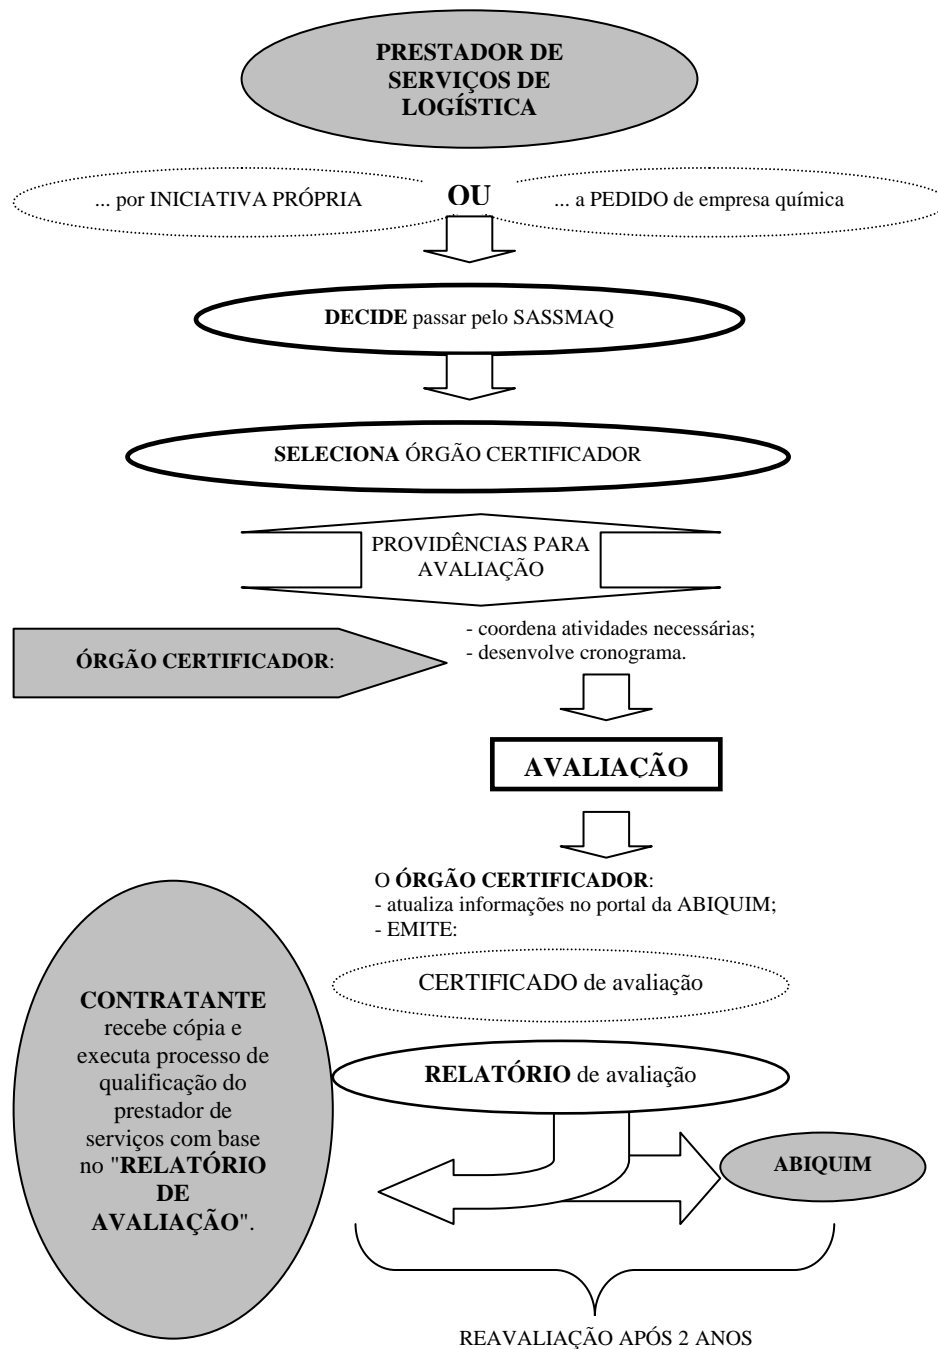 PRESTADOR DE
SERVIÇOS DE
LOGÍSTICA
... por INICIATIVA PRÓPRIA
OU
... a PEDIDO de empresa química
DECIDE passar pelo SASSMAQ
SELECIONA ÓRGÃO CERTIFICADOR
PROVIDÊNCIAS PARA
AVALIAÇÃO
ÓRGÃO CERTIFICADOR:
- coordena atividades necessárias;
- desenvolve cronograma.
AVALIAÇÃO
O ÓRGÃO CERTIFICADOR:
- atualiza informações no portal da ABIQUIM;
- EMITE:
CERTIFICADO de avaliação
RELATÓRIO de avaliação
CONTRATANTE
recebe cópia e
executa processo de
qualificação do
prestador de
serviços com base
no "RELATÓRIO
DE
AVALIAÇÃO".
ABIQUIM
REAVALIAÇÃO APÓS 2 ANOS